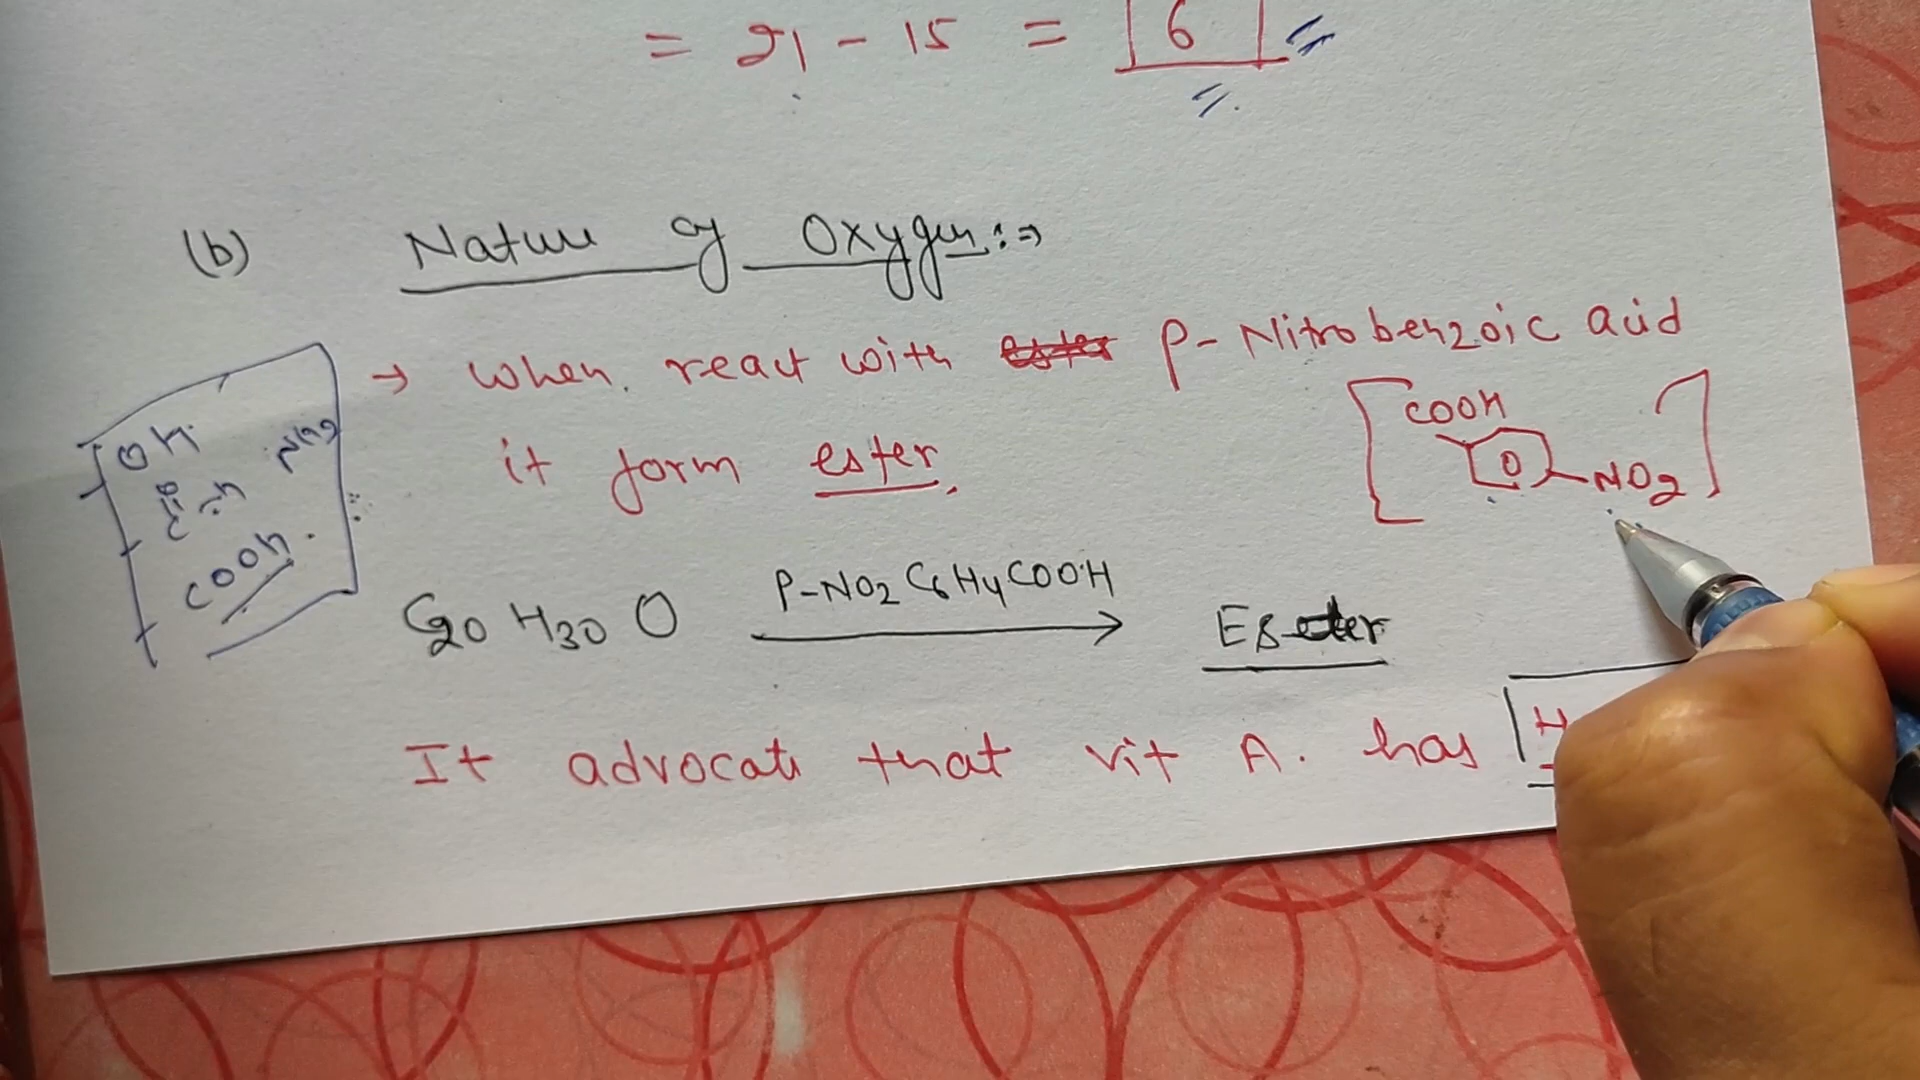 = 21 - 15 = 6
(b) Nature of Oxygen :⇒
→ when react with ester P- Nitrobenzoic acid
it form ester.
COOH
NO2
OH
COOH.
C20 H30 O P-NO2 C6H4COOH → Ester
It advocate that vit A. has